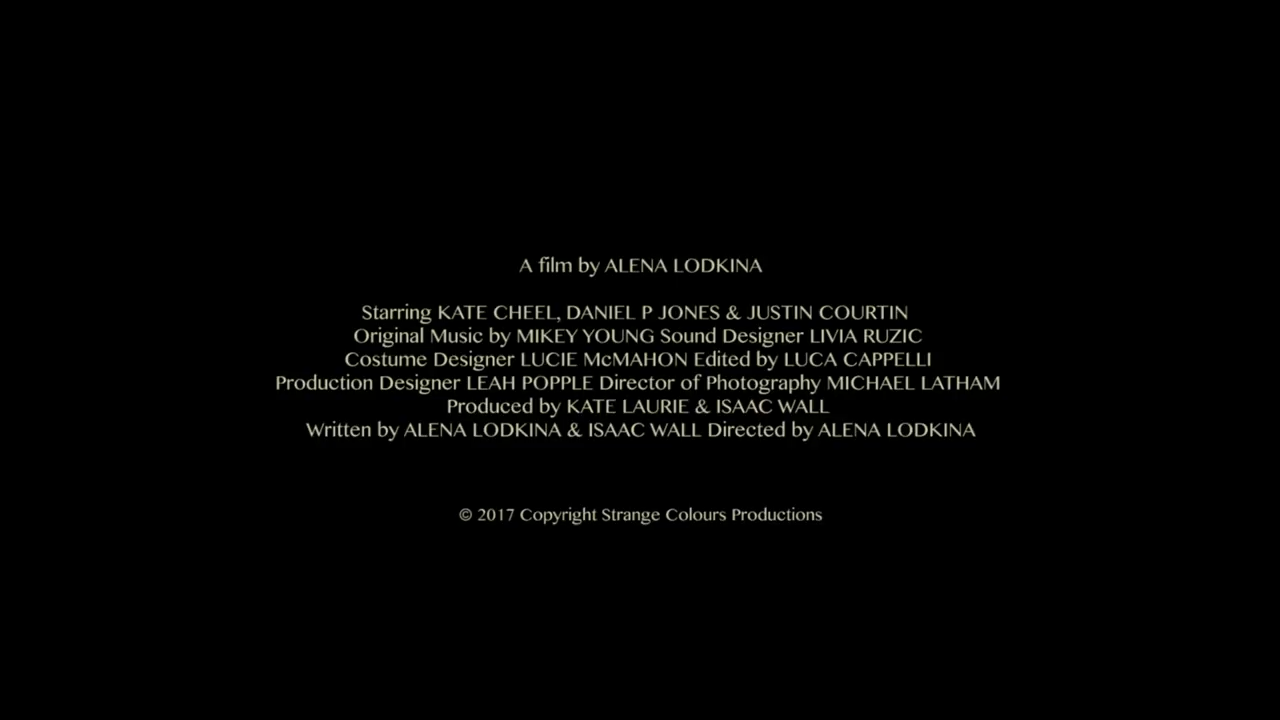 A film by ALENA LODKINA
Starring KATE CHEEL, DANIEL P JONES & JUSTIN COURTIN
Original Music by MIKEY YOUNG Sound Designer LIVIA RUZIC
Costume Designer LUCIE McMAHON Edited by LUCA CAPPELLI
Production Designer LEAH POPPLE Director of Photography MICHAEL LATHAM
Produced by KATE LAURIE & ISAAC WALL
Written by ALENA LODKINA & ISAAC WALL Directed by ALENA LODKINA
© 2017 Copyright Strange Colours Productions